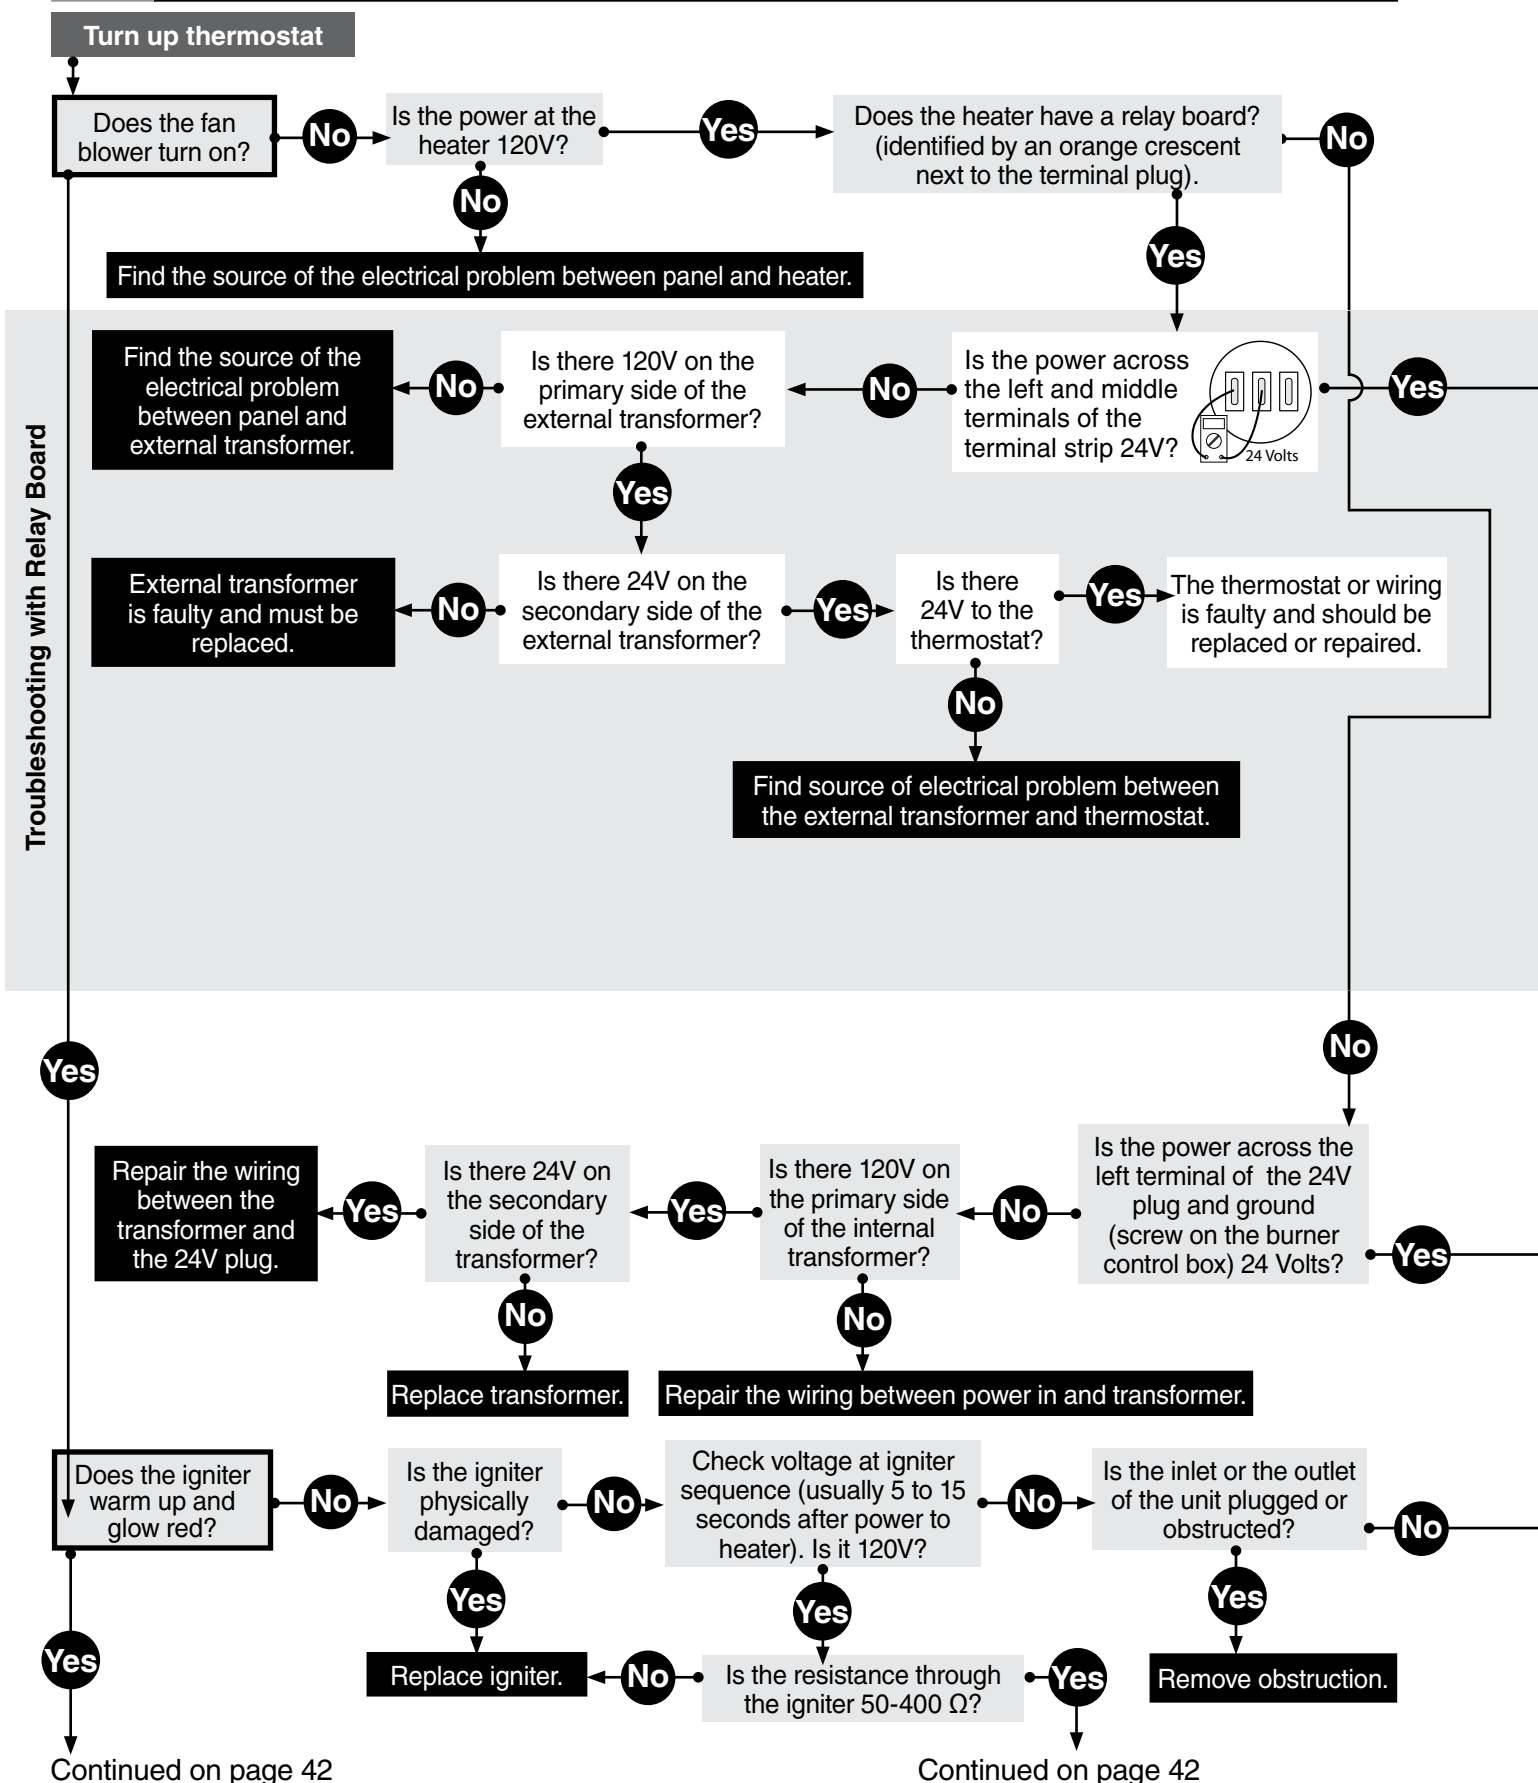 Turn up thermostat
Does the fan
blower turn on?
No
Is the power at the
heater 120V?
Yes
Does the heater have a relay board?
(identified by an orange crescent
next to the terminal plug).
No
No
Yes
Find the source of the electrical problem between panel and heater.
Troubleshooting with Relay Board
Find the source of the
electrical problem
between panel and
external transformer.
No
Is there 120V on the
primary side of the
external transformer?
No
Is the power across
the left and middle
terminals of the
terminal strip 24V?
24 Volts
Yes
Yes
External transformer
is faulty and must be
replaced.
No
Is there 24V on the
secondary side of the
external transformer?
Yes
Is there
24V to the
thermostat?
Yes
The thermostat or wiring
is faulty and should be
replaced or repaired.
No
Find source of electrical problem between
the external transformer and thermostat.
Yes
No
Repair the wiring
between the
transformer and
the 24V plug.
Yes
Is there 24V on
the secondary
side of the
transformer?
Yes
Is there 120V on
the primary side
of the internal
transformer?
No
Is the power across the
left terminal of the 24V
plug and ground
(screw on the burner
control box) 24 Volts?
Yes
No
No
Replace transformer.
Repair the wiring between power in and transformer.
Does the igniter
warm up and
glow red?
No
Is the igniter
physically
damaged?
No
Check voltage at igniter
sequence (usually 5 to 15
seconds after power to
heater). Is it 120V?
No
Is the inlet or the outlet
of the unit plugged or
obstructed?
No
Yes
Yes
Yes
Yes
Replace igniter.
No
Is the resistance through
the igniter 50-400 Ω?
Yes
Remove obstruction.
Continued on page 42
Continued on page 42